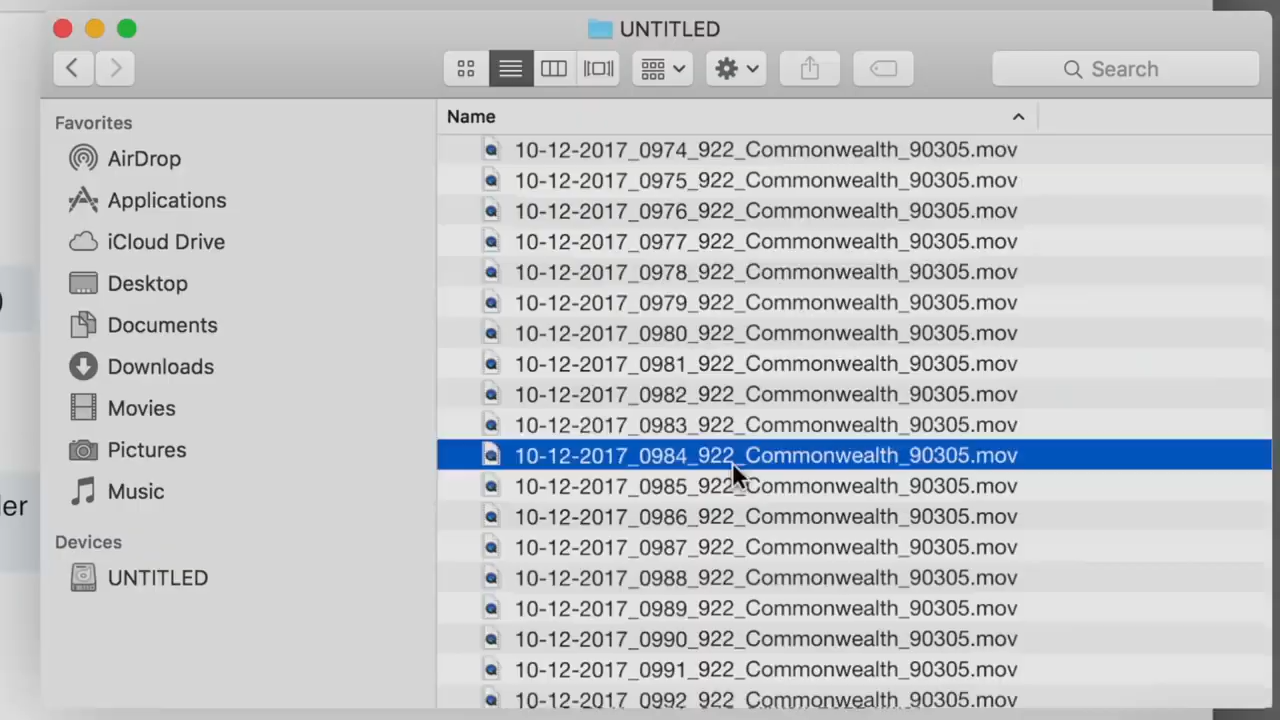 UNTITLED
Search
Favorites
AirDrop
Applications
iCloud Drive
Desktop
Documents
Downloads
Movies
Pictures
Music
Devices
UNTITLED
Name
10-12-2017_0974_922_Commonwealth_90305.mov
10-12-2017_0975_922_Commonwealth_90305.mov
10-12-2017_0976_922_Commonwealth_90305.mov
10-12-2017_0977_922_Commonwealth_90305.mov
10-12-2017_0978_922_Commonwealth_90305.mov
10-12-2017_0979_922_Commonwealth_90305.mov
10-12-2017_0980_922_Commonwealth_90305.mov
10-12-2017_0981_922_Commonwealth_90305.mov
10-12-2017_0982_922_Commonwealth_90305.mov
10-12-2017_0983_922_Commonwealth_90305.mov
10-12-2017_0984_922_Commonwealth_90305.mov
10-12-2017_0985_922_Commonwealth_90305.mov
10-12-2017_0986_922_Commonwealth_90305.mov
10-12-2017_0987_922_Commonwealth_90305.mov
10-12-2017_0988_922_Commonwealth_90305.mov
10-12-2017_0989_922_Commonwealth_90305.mov
10-12-2017_0990_922_Commonwealth_90305.mov
10-12-2017_0991_922_Commonwealth_90305.mov
10-12-2017_0992_922_Commonwealth_90305.mov